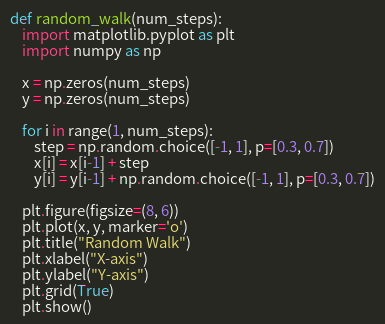 def random_walk(num_steps):
    import matplotlib.pyplot as plt
    import numpy as np

    x = np.zeros(num_steps)
    y = np.zeros(num_steps)

    for i in range(1, num_steps):
        step = np.random.choice([-1, 1], p=[0.3, 0.7])
        x[i] = x[i-1] + step
        y[i] = y[i-1] + np.random.choice([-1, 1], p=[0.3, 0.7])

    plt.figure(figsize=(8, 6))
    plt.plot(x, y, marker='o')
    plt.title("Random Walk")
    plt.xlabel("X-axis")
    plt.ylabel("Y-axis")
    plt.grid(True)
    plt.show()